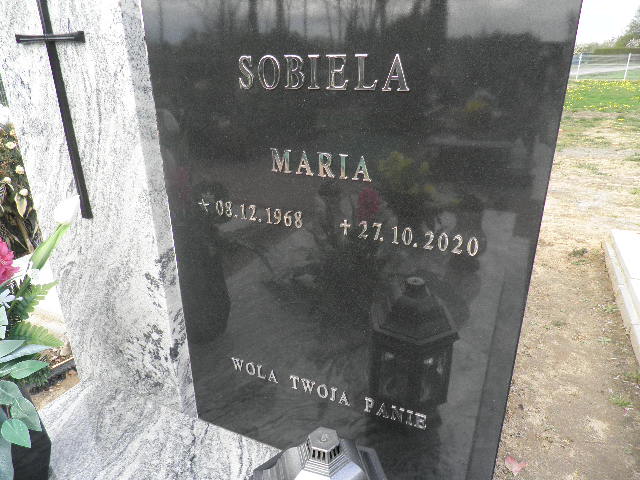 SOBIELA
MARIA
* 08.12.1968 † 27.10.2020
WOLA TWOJA PANIE